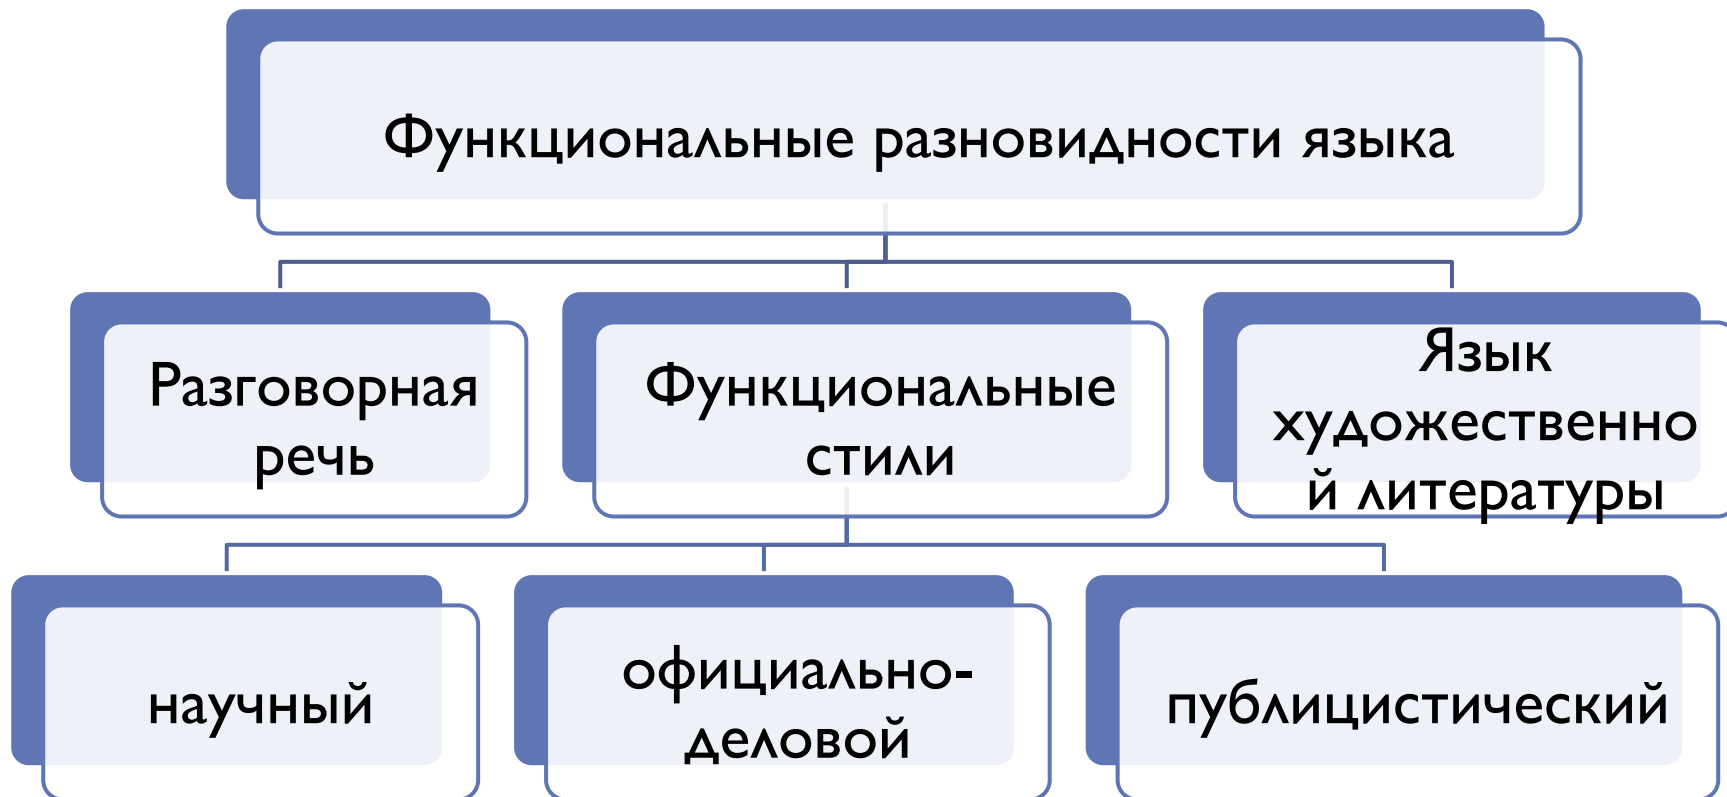 Функциональные разновидности языка
Разговорная
речь
Функциональные
стили
Язык
художественно
й литературы
научный
официально-
деловой
публицистический